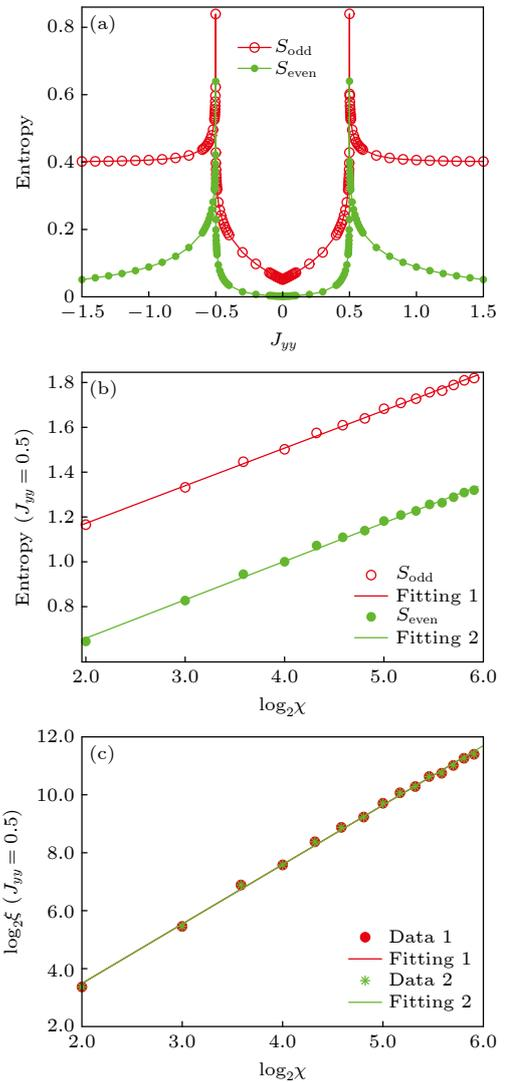 (a)
S_odd
S_even
Entropy
0.8
0.6
0.4
0.2
0
−1.5 −1.0 −0.5 0 0.5 1.0 1.5
J_yy
(b)
Entropy (J_yy = 0.5)
1.8
1.6
1.4
1.2
1.0
0.8
S_odd
Fitting 1
S_even
Fitting 2
2.0 3.0 4.0 5.0 6.0
log₂χ
(c)
log₂ξ (J_yy = 0.5)
12.0
10.0
8.0
6.0
4.0
2.0
Data 1
Fitting 1
Data 2
Fitting 2
2.0 3.0 4.0 5.0 6.0
log₂χ